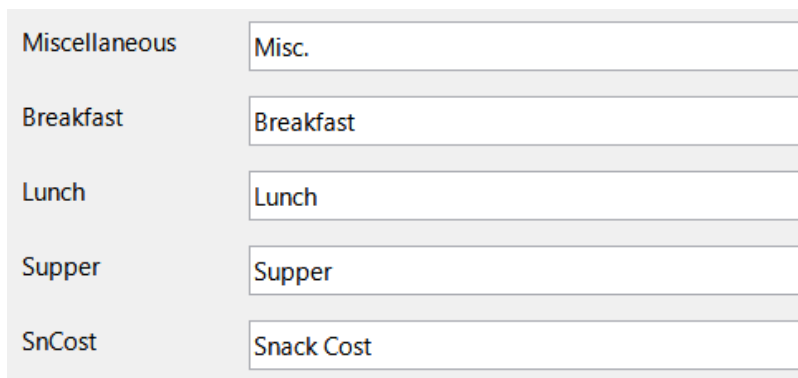 Miscellaneous Misc.
Breakfast Breakfast
Lunch Lunch
Supper Supper
SnCost Snack Cost